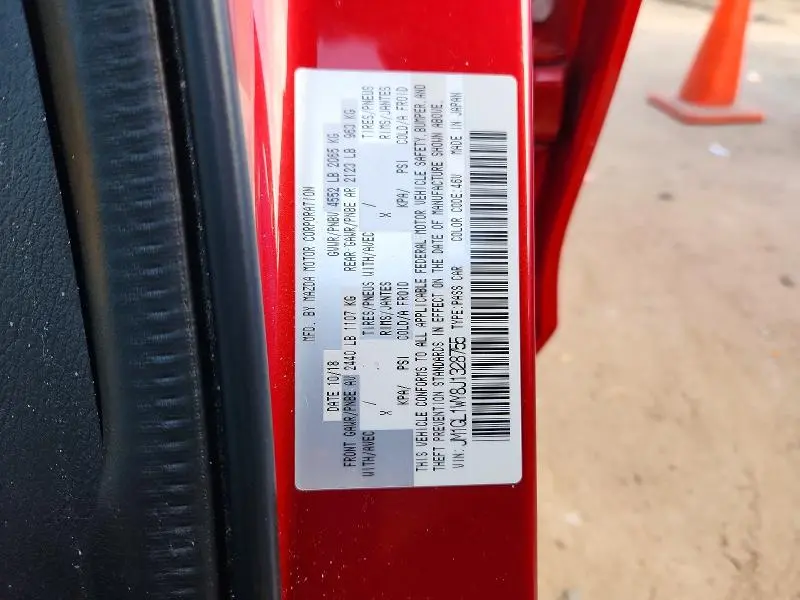 MFD. BY MAZDA MOTOR CORPORATION
DATE 10/18 GVWR/PNBV 4552 LB 2065 KG
FRONT GAWR/PNBE AV 2440 LB 1107 KG REAR GAWR/PNBE AR 2123 LB 963 KG
WITH/AVEC / TIRES/PNEUS WITH/AVEC / TIRES/PNEUS
X RIMS/JANTES X RIMS/JANTES
KPA/ PSI COLD/A FROID KPA/ PSI COLD/A FROID
THIS VEHICLE CONFORMS TO ALL APPLICABLE FEDERAL MOTOR VEHICLE SAFETY, BUMPER, AND
THEFT PREVENTION STANDARDS IN EFFECT ON THE DATE OF MANUFACTURE SHOWN ABOVE.
VIN: JM1GL1WY8J1328755 TYPE:PASS CAR COLOR CODE:46V MADE IN JAPAN